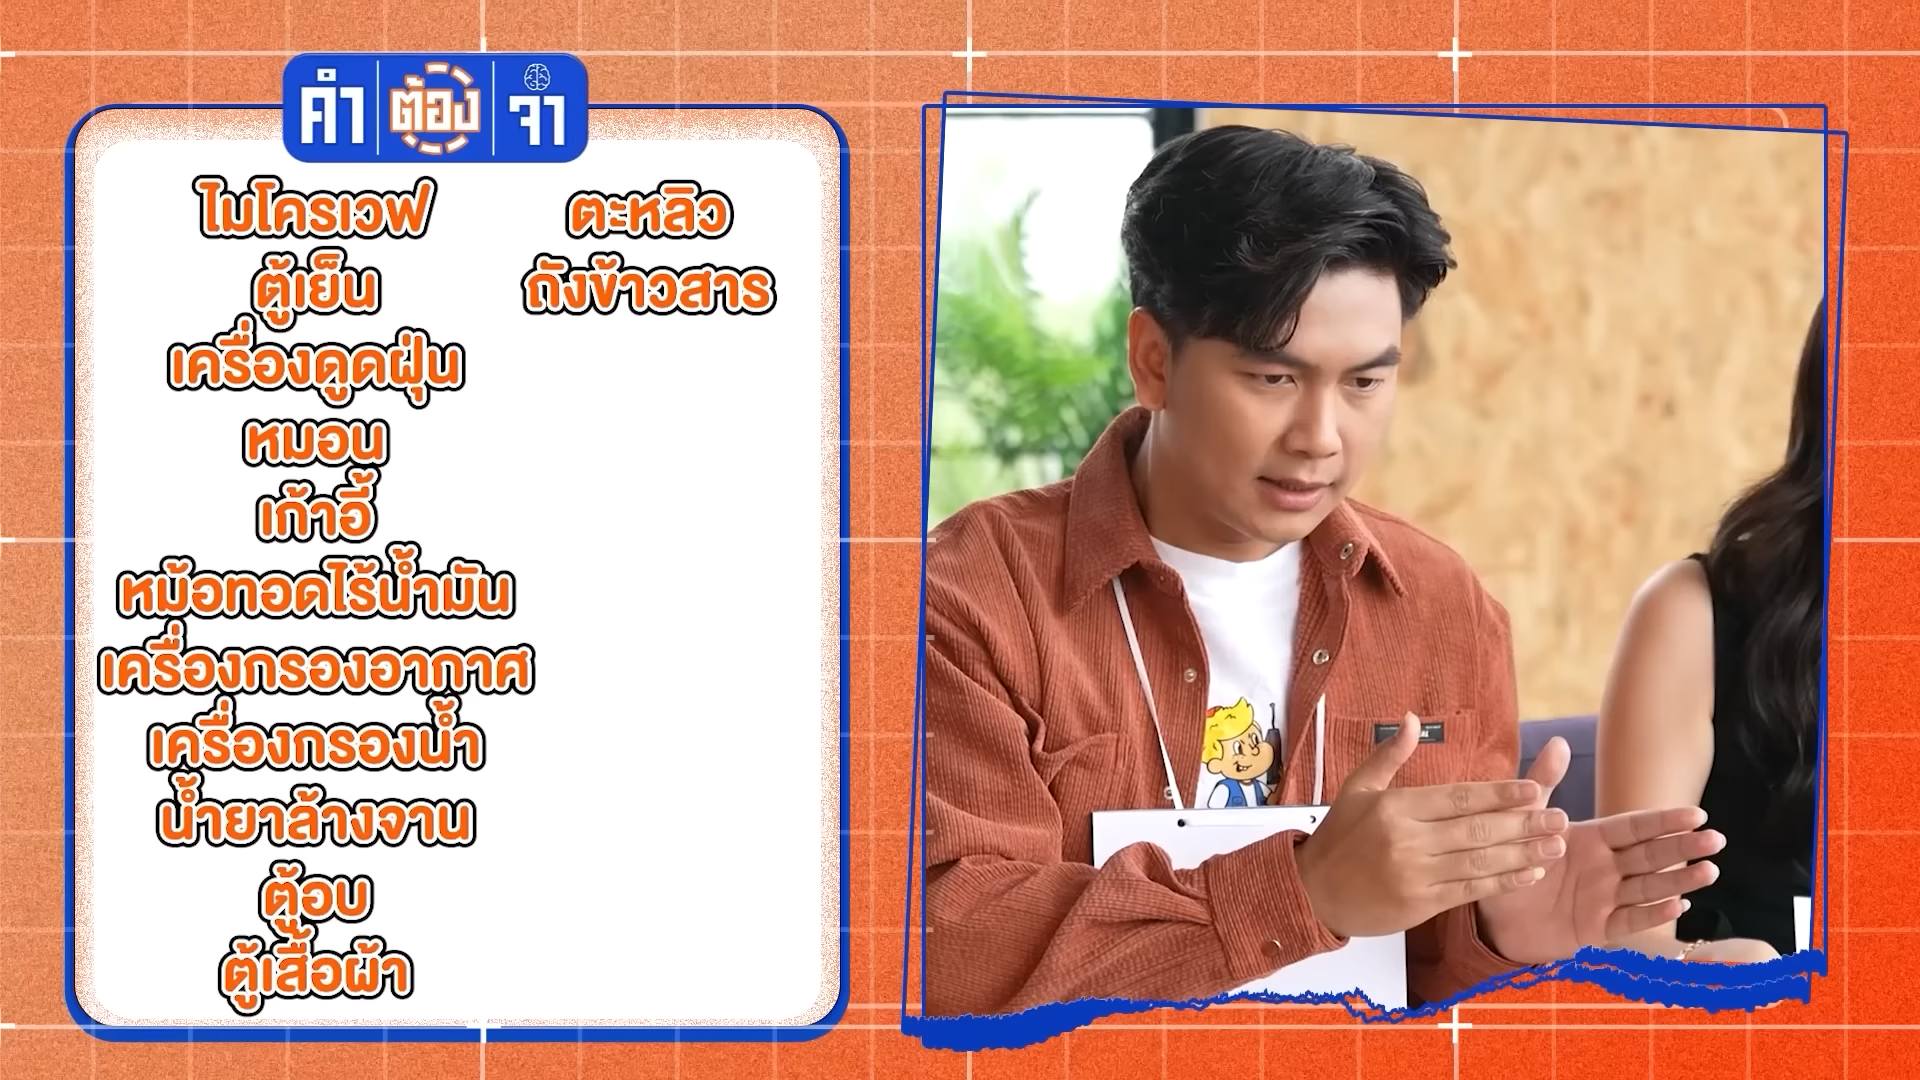 คำต้องจำ
ไมโครเวฟ
ตู้เย็น
เครื่องดูดฝุ่น
หมอน
เก้าอี้
หม้อทอดไร้น้ำมัน
เครื่องกรองอากาศ
เครื่องกรองน้ำ
น้ำยาล้างจาน
ตู้อบ
ตู้เสื้อผ้า
ตะหลิว
ถังข้าวสาร